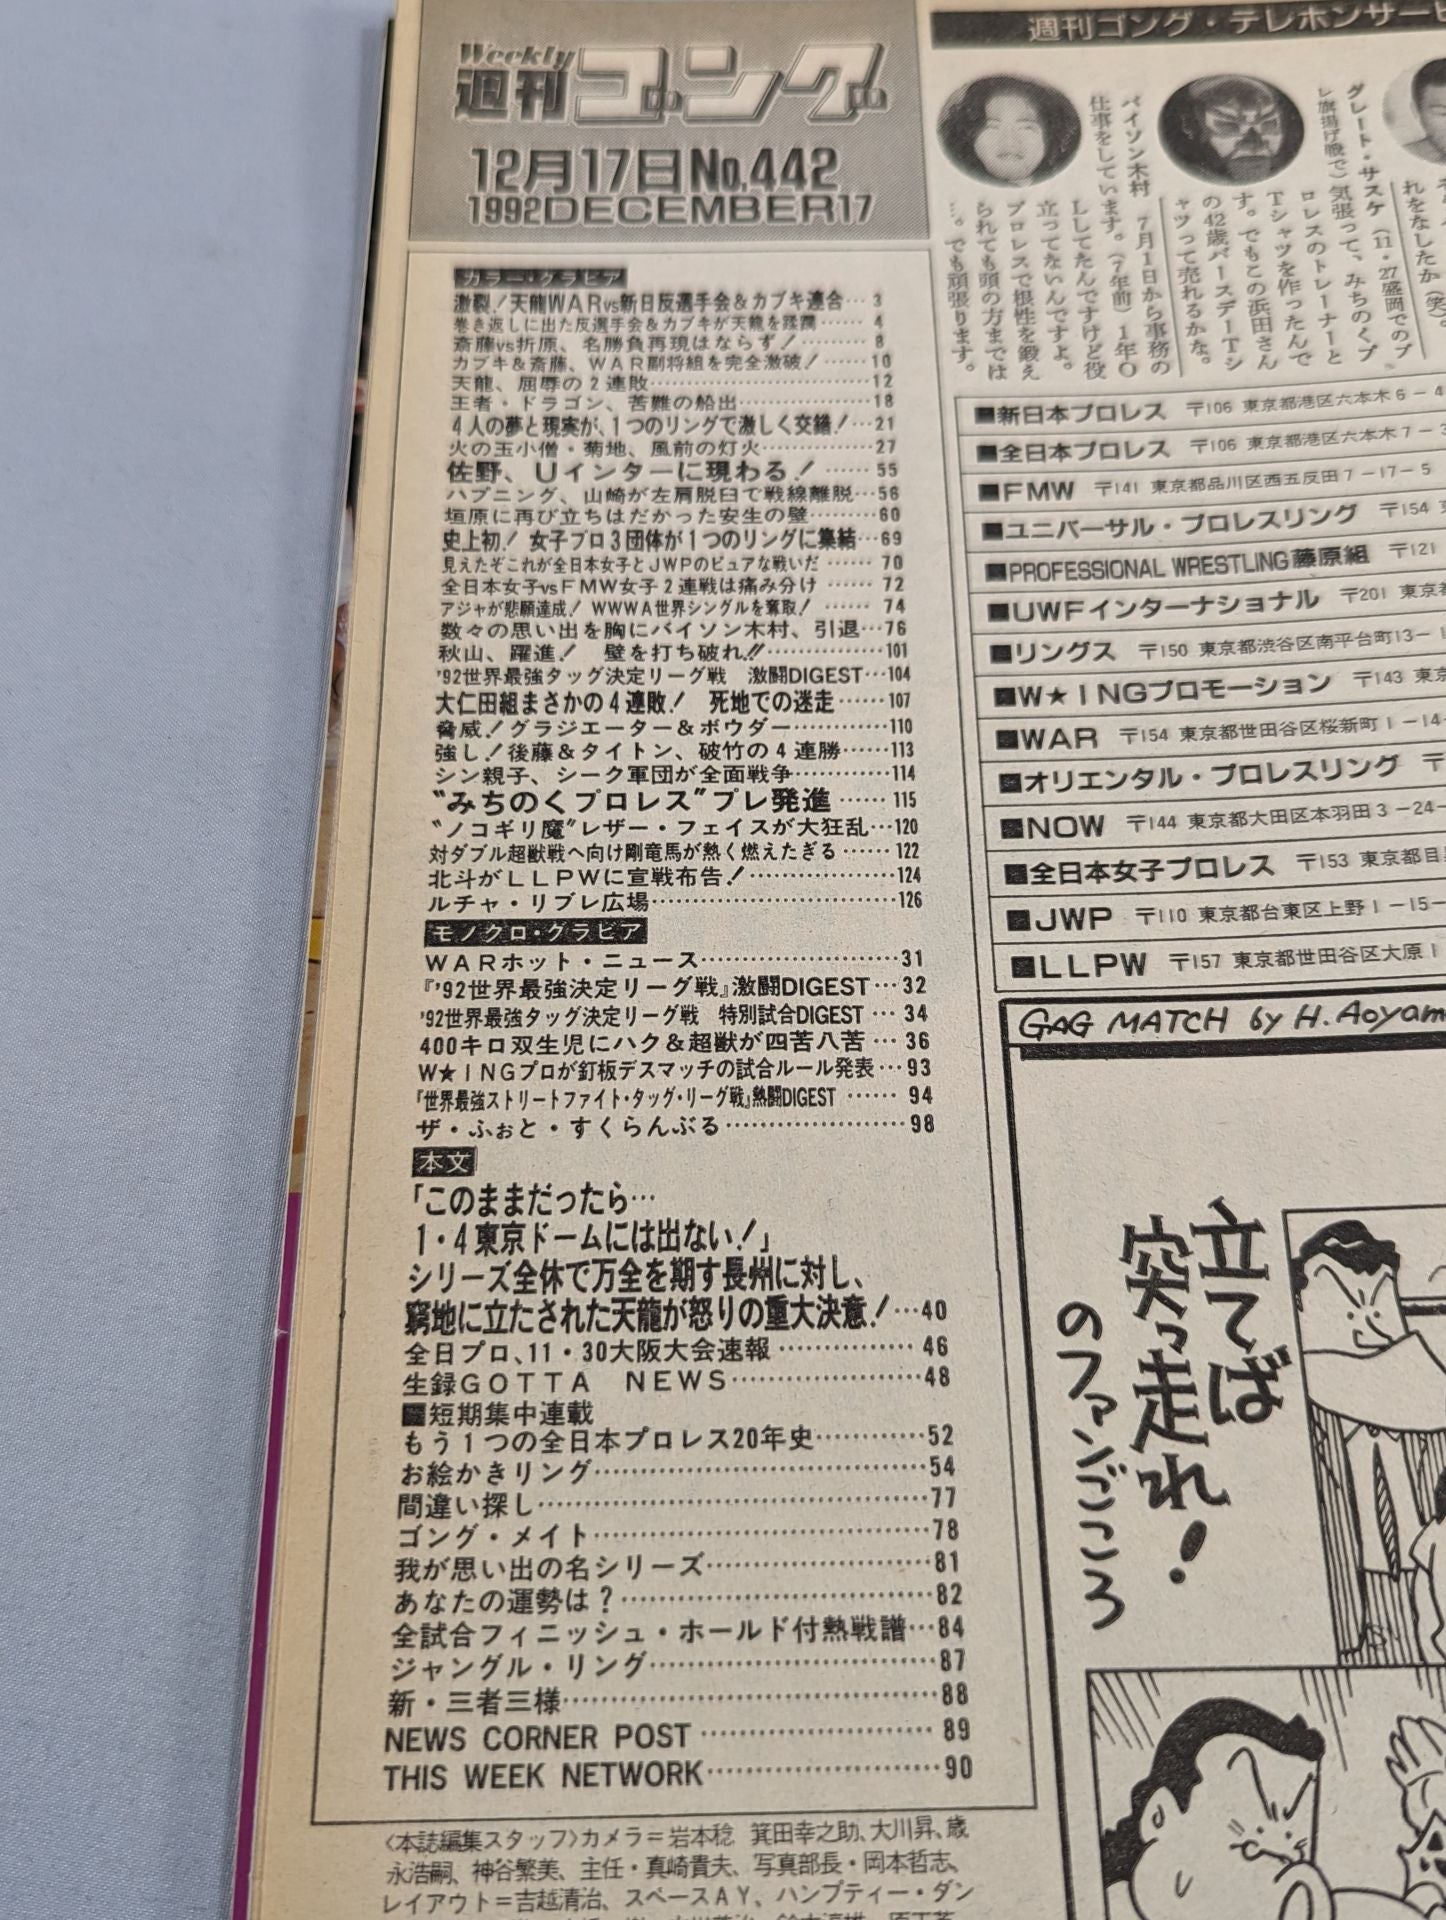 Weekly
週刊ゴング
12月17日No.442
1992DECEMBER17
カラー・グラビア
激裂!天龍WARvs新日反選手会&カブキ連合… 3
巻き返しに出た反選手会&カブキが天龍を蹂躙…… 4
斎藤vs折原、名勝負再現はならず!……… 8
カブキ&斎藤、WAR副将組を完全激破!…10
天龍、屈辱の2連敗…………………………12
王者・ドラゴン、苦難の船出………………18
4人の夢と現実が、1つのリングで激しく交錯!…21
火の玉小僧・菊地、風前の灯火……………27
佐野、Uインターに現わる!……55
ハプニング、山崎が左肩脱臼で戦線離脱…56
垣原に再び立ちはだかった安生の壁………60
史上初!女子プロ3団体が1つのリングに集結…69
見えたぞこれが全日本女子とJWPのピュアな戦いだ……70
全日本女子vsFMW女子2連戦は痛み分け……72
アジャが悲願達成!WWWA世界シングルを奪取!……74
数々の思い出を胸にバイソン木村、引退…76
秋山、躍進! 壁を打ち破れ!!……………101
'92世界最強タッグ決定リーグ戦 激闘DIGEST…104
大仁田組まさかの4連敗! 死地での迷走……107
脅威!グラジエーター&ボウダー…………110
強し!後藤&タイトン、破竹の4連勝……113
シン親子、シーク軍団が全面戦争…………114
“みちのくプロレス”プレ発進……115
“ノコギリ魔”レザー・フェイスが大狂乱…120
対ダブル超獣戦へ向け剛竜馬が熱く燃えたぎる……122
北斗がLLPWに宣戦布告!………………124
ルチャ・リブレ広場…………………………126
モノクロ・グラビア
WARホット・ニュース……………………31
『'92世界最強決定リーグ戦』激闘DIGEST…32
'92世界最強タッグ決定リーグ戦 特別試合DIGEST…34
400キロ双生児にハク&超獣が四苦八苦…36
W★INGプロが釘板デスマッチの試合ルール発表…93
『世界最強ストリートファイト・タッグ・リーグ戦』熱闘DIGEST……94
ザ・ふぉと・すくらんぶる…………………98
本文
「このままだったら…
1・4東京ドームには出ない!」
シリーズ全休で万全を期す長州に対し、
窮地に立たされた天龍が怒りの重大決意!…40
全日プロ、11・30大阪大会速報……………46
生録GOTTA NEWS…………………48
■短期集中連載
もう1つの全日本プロレス20年史…………52
お絵かきリング………………………………54
間違い探し……………………………………77
ゴング・メイト………………………………78
我が思い出の名シリーズ……………………81
あなたの運勢は?……………………………82
全試合フィニッシュ・ホールド付熱戦譜…84
ジャングル・リング…………………………87
新・三者三様…………………………………88
NEWS CORNER POST……………………89
THIS WEEK NETWORK……………………90
〈本誌編集スタッフ〉カメラ=岩本稔 箕田幸之助、大川昇、歳
永浩嗣、神谷繁美、主任・真崎貴夫、写真部長・岡本哲志、
レイアウト=吉越清治、スペースAY、ハンプティー・ダン
週刊ゴング・テレホンサービ
バイソン木村 7月1日から事務の
仕事をしています。(7年前)1年O
Lしてたんですけど役
立ってないんですよ。
プロレスで根性を鍛え
られても頭の方までは
…。でも頑張ります。
グレート・サスケ(11・27盛岡でのプ
レ旗揚げ戦で)気張って、みちのくプ
ロレスのトレーナーと
Tシャツを作ったんで
す。でもこの浜田さん
の42歳バースデーTシ
ャツって売れるかな。
れをなしたか(笑)。
■新日本プロレス 〒106 東京都港区六本木6-4
■全日本プロレス 〒106 東京都港区六本木7-3
■FMW 〒141 東京都品川区西五反田7-17-5
■ユニバーサル・プロレスリング 〒154
■PROFESSIONAL WRESTLING藤原組 〒121
■UWFインターナショナル 〒201 東京都
■リングス 〒150 東京都渋谷区南平台町13-1
■W★INGプロモーション 〒143 東京
■WAR 〒154 東京都世田谷区桜新町1-14-
■オリエンタル・プロレスリング 〒
■NOW 〒144 東京都大田区本羽田3-24-
■全日本女子プロレス 〒153 東京都目
■JWP 〒110 東京都台東区上野1-15-
■LLPW 〒157 東京都世田谷区大原1
GAG MATCH by H.Aoyam
立てば
突っ走れ!
のファンごころ